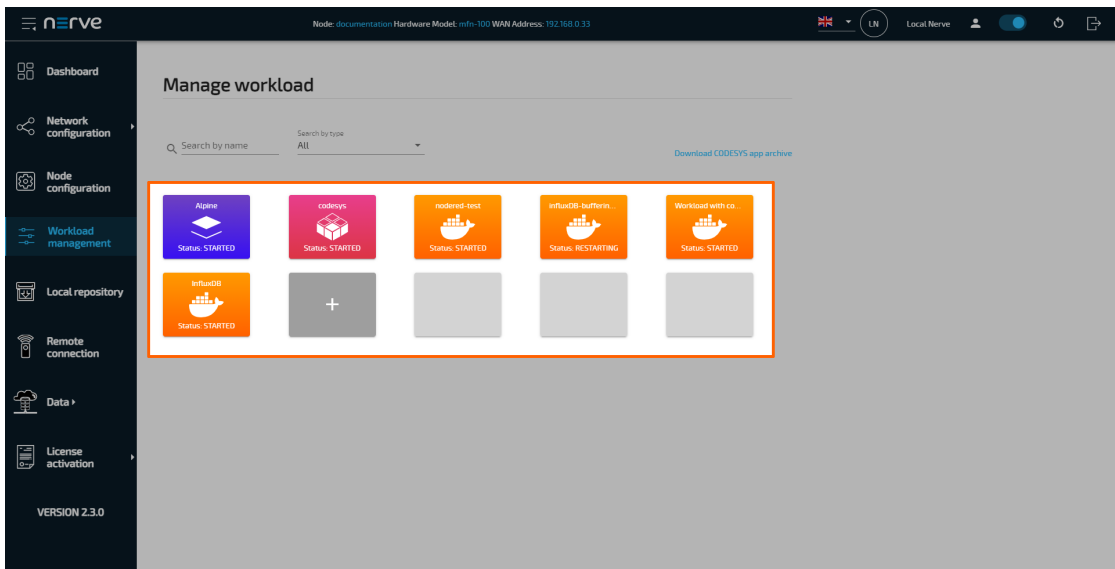 nerve
Node: documentation Hardware Model: mfn-100 WAN Address: 192.168.0.33
LN
Local Nerve
Dashboard
Network
configuration
Node
configuration
Workload
management
Local repository
Remote
connection
Data
License
activation
VERSION 2.3.0
Manage workload
Search by name
Search by type
All
Download CODESYS app archive
Alpine
Status: STARTED
codesys
Status: STARTED
nodered-test
Status: STARTED
InfluxDB-bufferin...
Status: RESTARTING
Workload with co...
Status: STARTED
InfluxDB
Status: STARTED
+